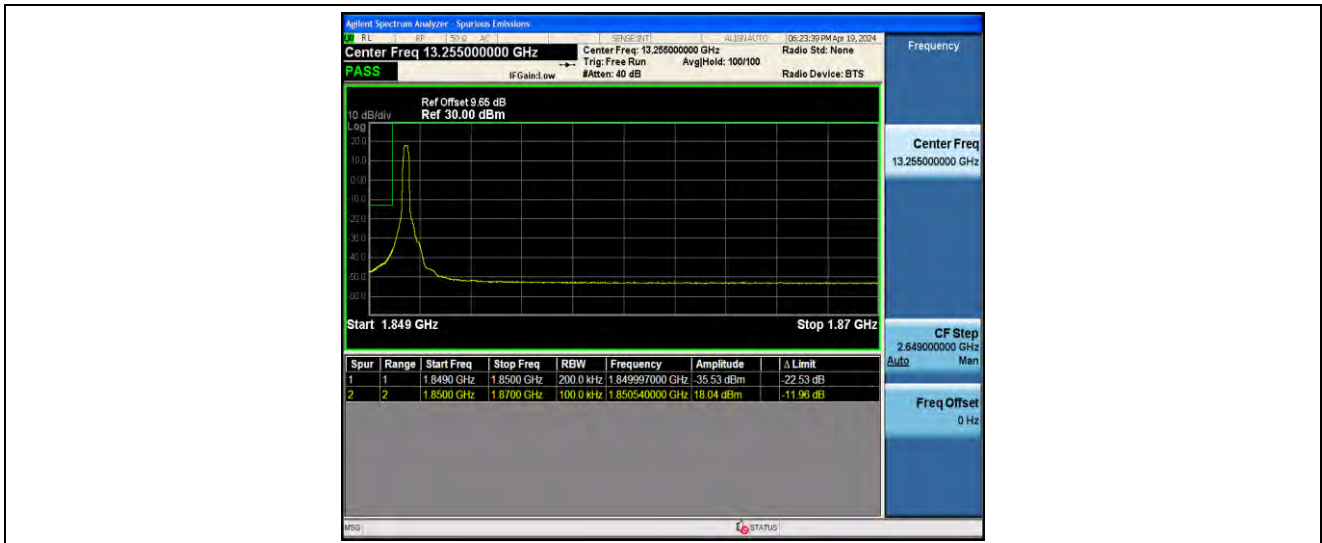 Agilent Spectrum Analyzer - Spurious Emissions
RL RF 50 Ω AC SENSE:INT ALIGNAUTO 06:23:39 PM Apr 19, 2024
Center Freq 13.255000000 GHz
Center Freq: 13.255000000 GHz Radio Std: None
Trig: Free Run Avg|Hold: 100/100
PASS IFGain:Low #Atten: 40 dB Radio Device: BTS
Ref Offset 9.65 dB
10 dB/div Ref 30.00 dBm
Log
20.0
10.0
0.00
-10.0
-20.0
-30.0
-40.0
-50.0
-60.0
Start 1.849 GHz Stop 1.87 GHz
Spur Range Start Freq Stop Freq RBW Frequency Amplitude Δ Limit
1 1 1.8490 GHz 1.8500 GHz 200.0 kHz 1.849997000 GHz -35.53 dBm -22.53 dB
2 2 1.8500 GHz 1.8700 GHz 100.0 kHz 1.850540000 GHz 18.04 dBm -11.96 dB
MSG STATUS
Frequency
Center Freq
13.255000000 GHz
CF Step
2.649000000 GHz
Auto Man
Freq Offset
0 Hz